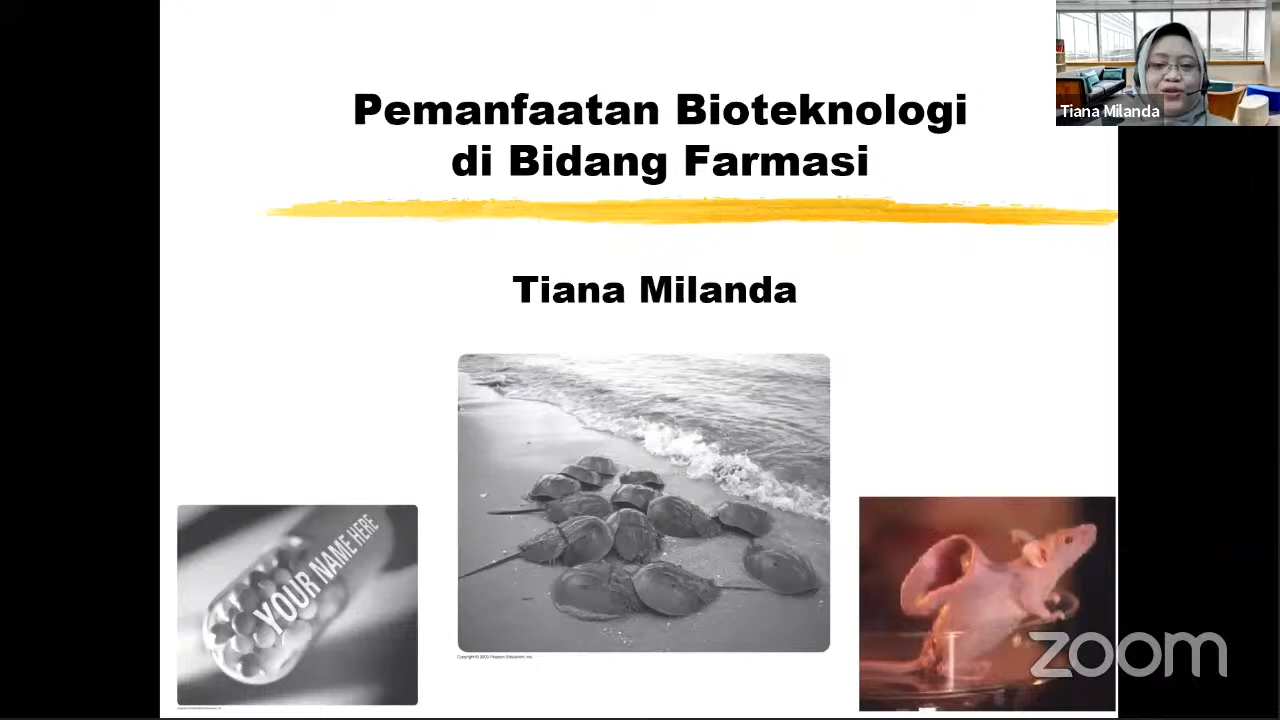 Pemanfaatan Bioteknologi
di Bidang Farmasi
Tiana Milanda
Tiana Milanda
YOUR NAME HERE
zoom